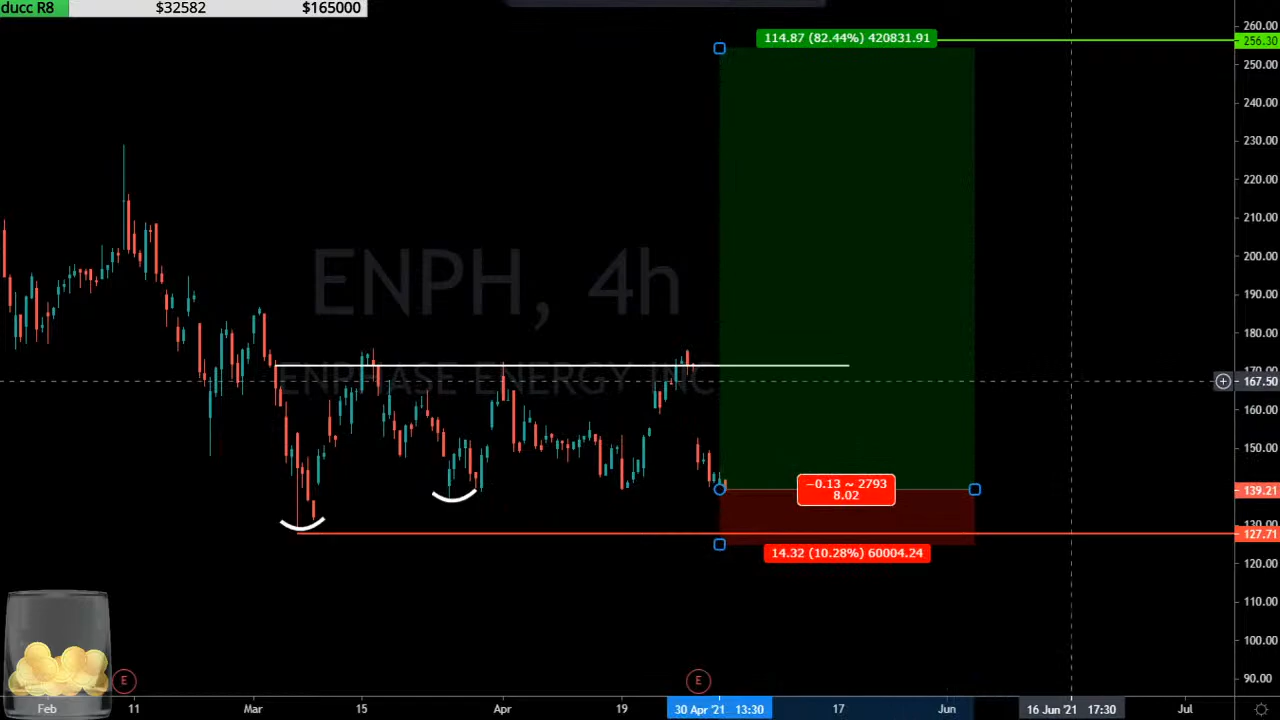 ducc R8 $32582 $165000
114.87 (82.44%) 420831.91
260.00
256.30
250.00
240.00
230.00
220.00
210.00
200.00
190.00
180.00
170.00
167.50
160.00
150.00
139.21
130.00
127.71
120.00
110.00
100.00
90.00
ENPH, 4h
ENPHASE ENERGY INC
−0.13 ~ 2793
8.02
14.32 (10.28%) 60004.24
E
E
Feb 11 Mar 15 Apr 19 30 Apr '21 13:30 17 Jun 16 Jun '21 17:30 Jul